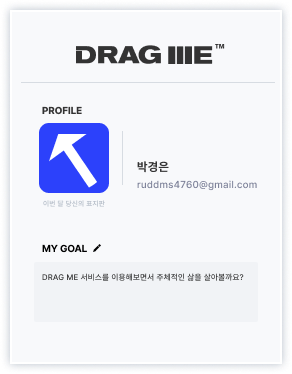 DRAG ME™
PROFILE
박경은
ruddms4760@gmail.com
이번 달 당신의 포지션
MY GOAL
DRAG ME 서비스를 이용해보면서 주체적인 삶을 살아볼까요?